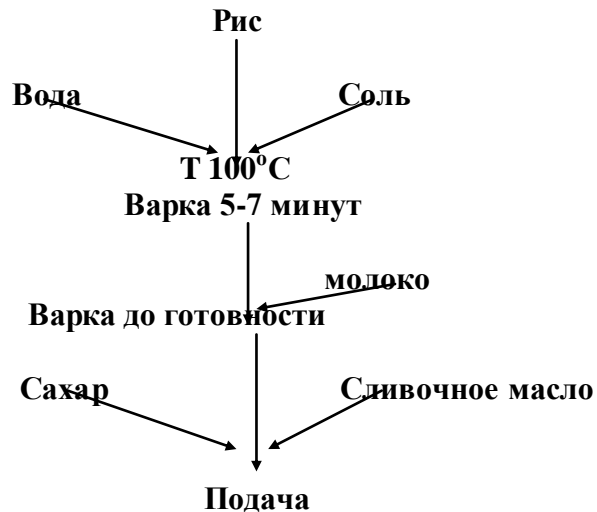 Рис
Вода Соль
Т 100°С
Варка 5-7 минут
молоко
Варка до готовности
Сахар Сливочное масло
Подача